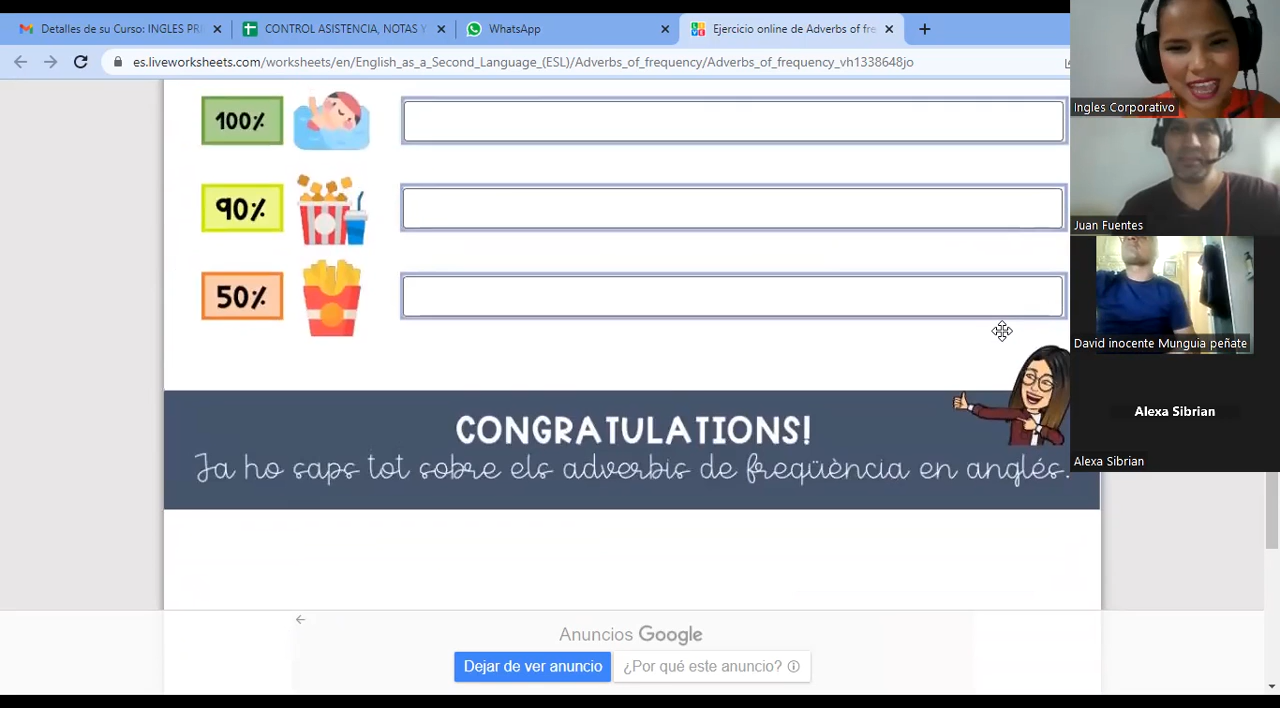 Detalles de su Curso: INGLES PRI
CONTROL ASISTENCIA, NOTAS Y
WhatsApp
Ejercicio online de Adverbs of fre
es.liveworksheets.com/worksheets/en/English_as_a_Second_Language_(ESL)/Adverbs_of_frequency/Adverbs_of_frequency_vh1338648jo
100%
90%
50%
CONGRATULATIONS!
Ja ho saps tot sobre els adverbis de freqüència en anglés.
Anuncios Google
Dejar de ver anuncio
¿Por qué este anuncio?
Ingles Corporativo
Juan Fuentes
David inocente Munguia peñate
Alexa Sibrian
Alexa Sibrian